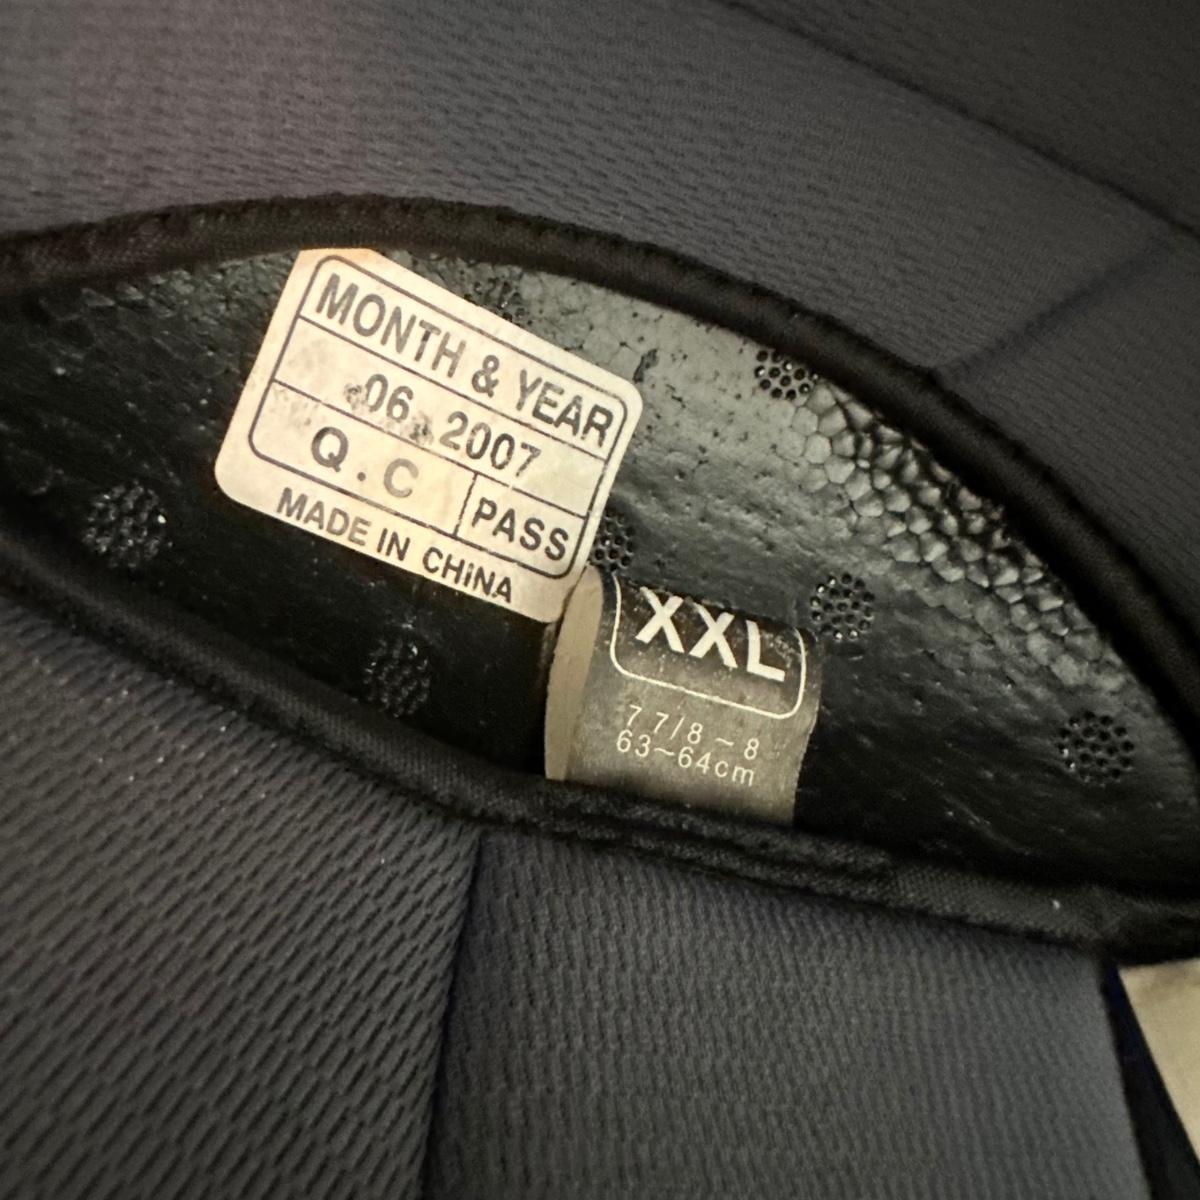 MONTH & YEAR
06 2007
Q.C PASS
MADE IN CHiNA
XXL
7 7/8 ~ 8
63~64cm